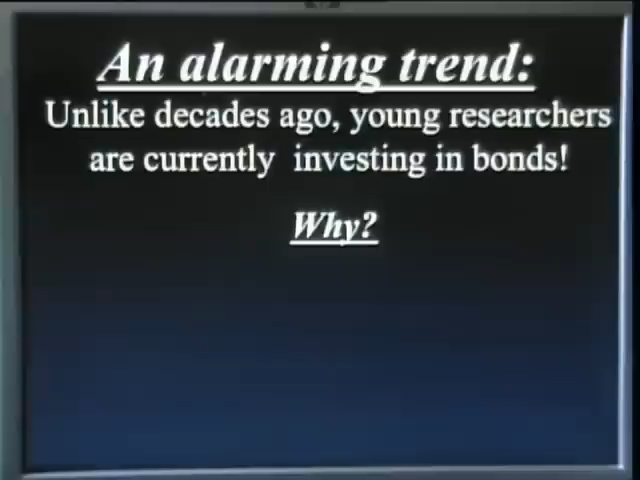 An alarming trend:
Unlike decades ago, young researchers
are currently investing in bonds!
Why?